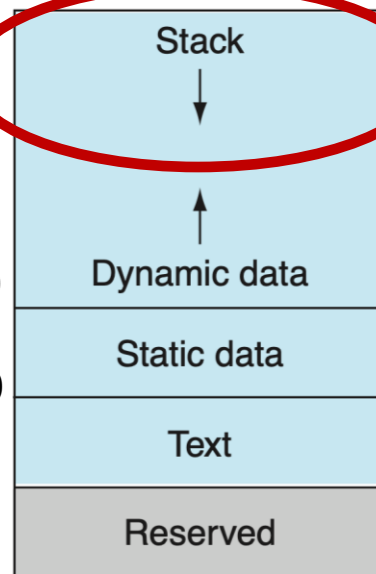 Stack
Dynamic data
Static data
)
Text
Reserved